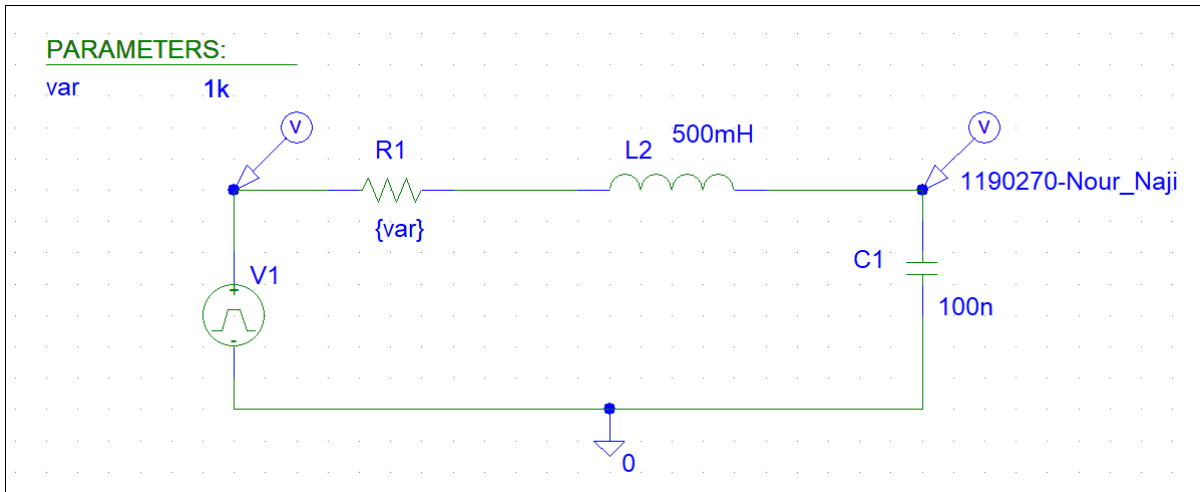 PARAMETERS:
var 1k
V
V
R1
L2
500mH
1190270-Nour_Naji
{var}
V1
+
-
C1
100n
0